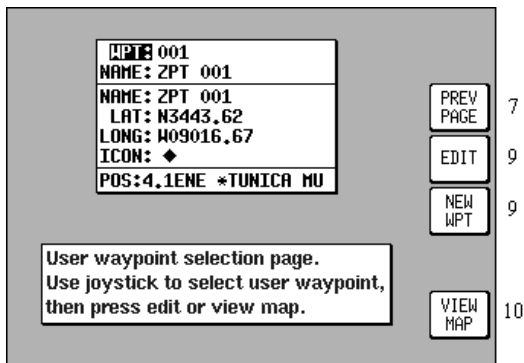 WPT: 001
NAME: ZPT 001
NAME: ZPT 001
LAT: N3443.62
LONG: W09016.67
ICON: ◆
POS:4.1ENE *TUNICA MU
PREV
PAGE
7
EDIT
9
NEW
WPT
9
User waypoint selection page.
Use joystick to select user waypoint,
then press edit or view map.
VIEW
MAP
10